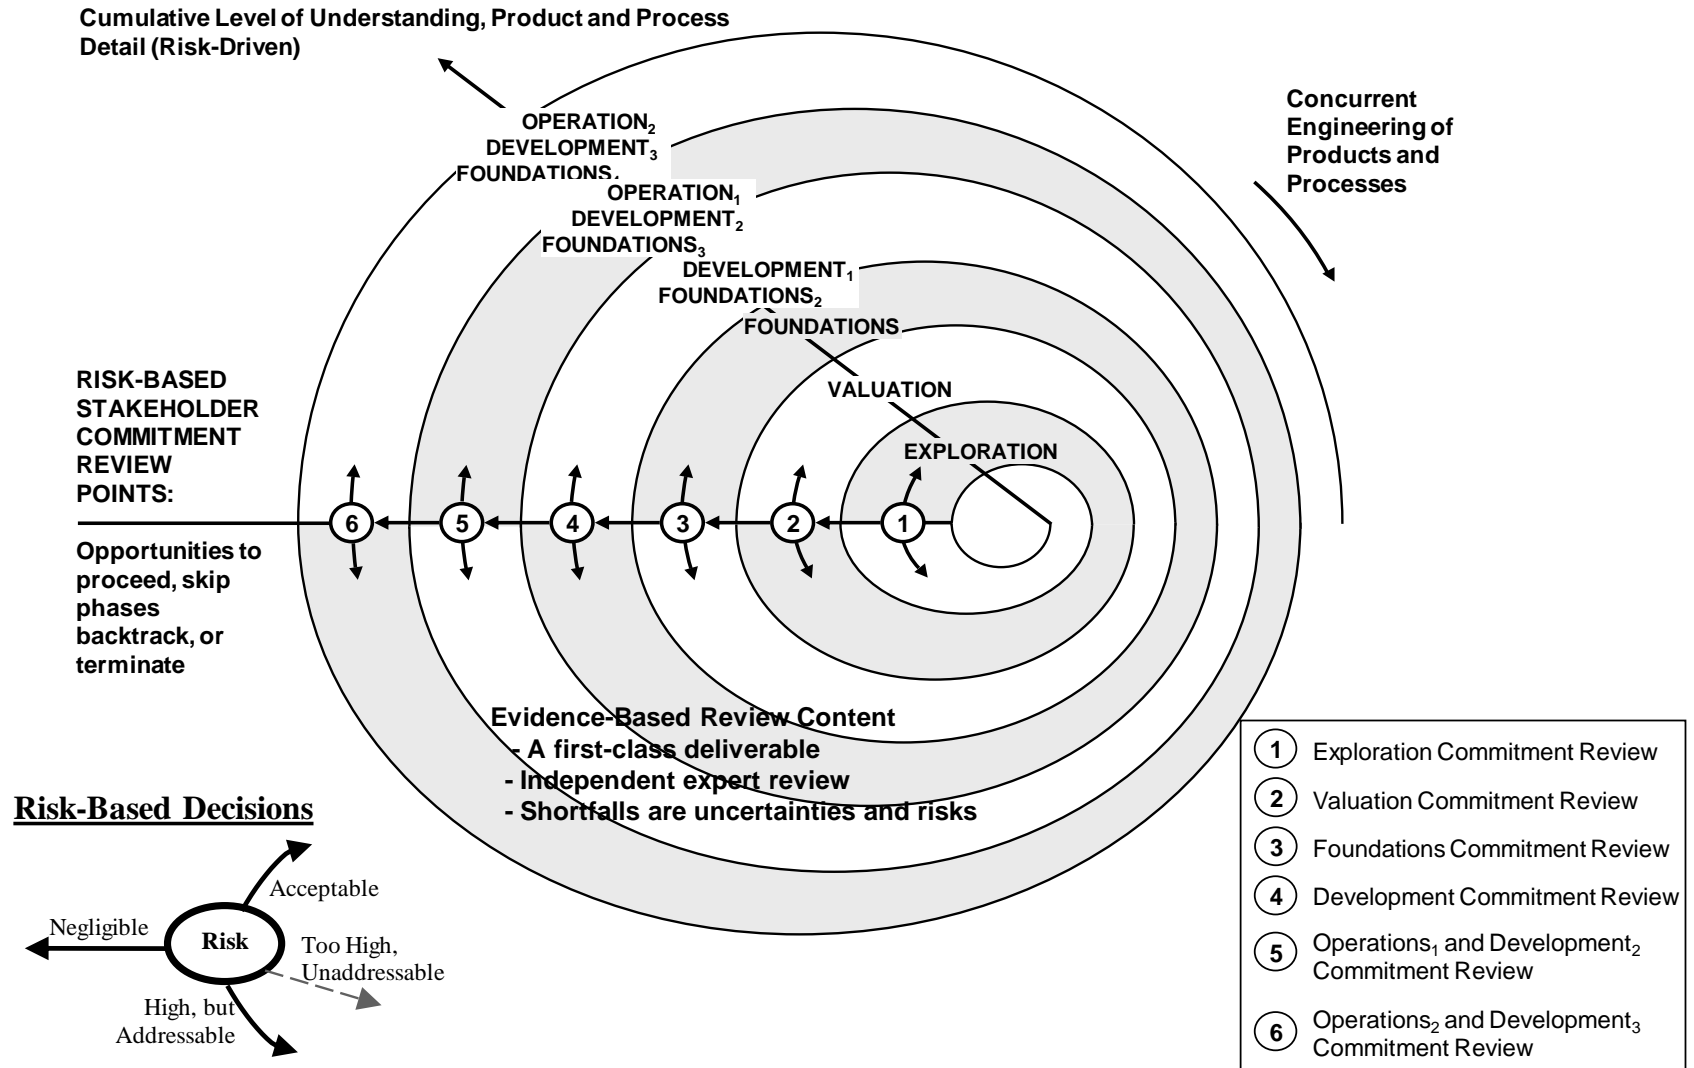 Cumulative Level of Understanding, Product and Process
Detail (Risk-Driven)
Concurrent
Engineering of
Products and
Processes
OPERATION₂
DEVELOPMENT₃
FOUNDATIONS₄
OPERATION₁
DEVELOPMENT₂
FOUNDATIONS₃
DEVELOPMENT₁
FOUNDATIONS₂
FOUNDATIONS
VALUATION
EXPLORATION
RISK-BASED
STAKEHOLDER
COMMITMENT
REVIEW
POINTS:
6
5
4
3
2
1
Opportunities to
proceed, skip
phases
backtrack, or
terminate
Evidence-Based Review Content
- A first-class deliverable
- Independent expert review
- Shortfalls are uncertainties and risks
Risk-Based Decisions
Acceptable
Negligible
Risk
Too High,
Unaddressable
High, but
Addressable
1 Exploration Commitment Review
2 Valuation Commitment Review
3 Foundations Commitment Review
4 Development Commitment Review
5 Operations₁ and Development₂
Commitment Review
6 Operations₂ and Development₃
Commitment Review